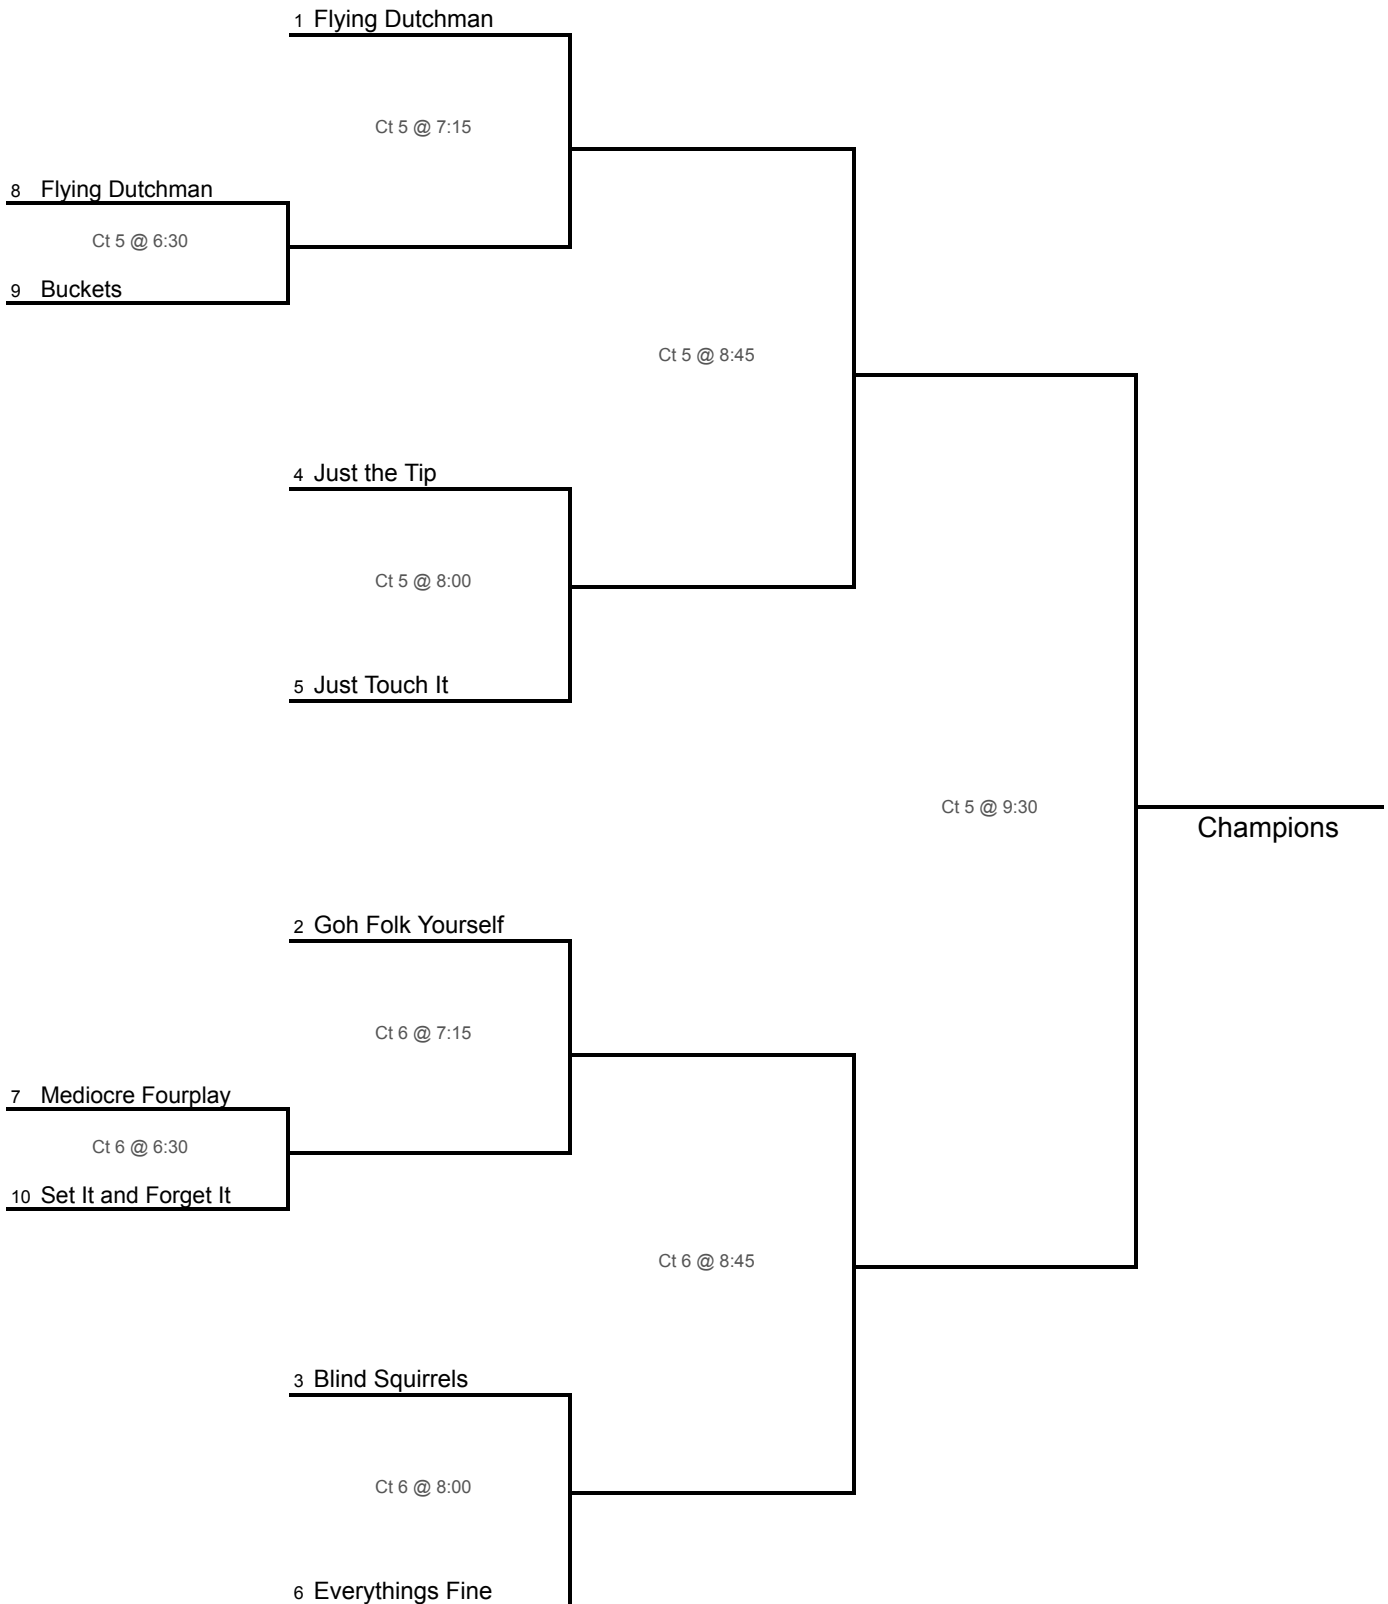 1 Flying Dutchman
Ct 5 @ 7:15
8 Flying Dutchman
Ct 5 @ 6:30
9 Buckets
Ct 5 @ 8:45
4 Just the Tip
Ct 5 @ 8:00
5 Just Touch It
Ct 5 @ 9:30
Champions
2 Goh Folk Yourself
Ct 6 @ 7:15
7 Mediocre Fourplay
Ct 6 @ 6:30
10 Set It and Forget It
Ct 6 @ 8:45
3 Blind Squirrels
Ct 6 @ 8:00
6 Everythings Fine